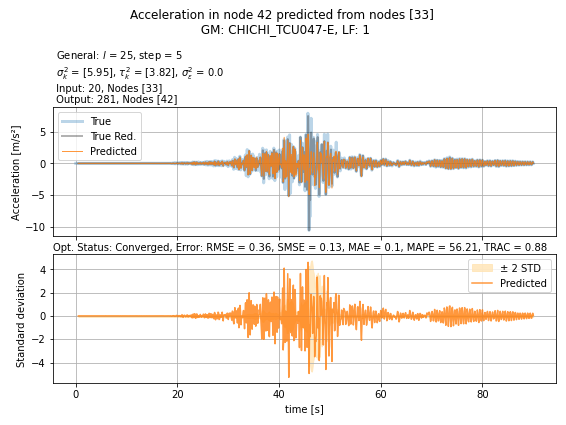 Acceleration in node 42 predicted from nodes [33]
GM: CHICHI_TCU047-E, LF: 1
General: l = 25, step = 5
σ²ₖ = [5.95], τ²ₖ = [3.82], σ²ε = 0.0
Input: 20, Nodes [33]
Output: 281, Nodes [42]
True
True Red.
Predicted
Acceleration [m/s²]
5
0
−5
−10
Opt. Status: Converged, Error: RMSE = 0.36, SMSE = 0.13, MAE = 0.1, MAPE = 56.21, TRAC = 0.88
± 2 STD
Predicted
Standard deviation
4
2
0
−2
−4
0 20 40 60 80
time [s]